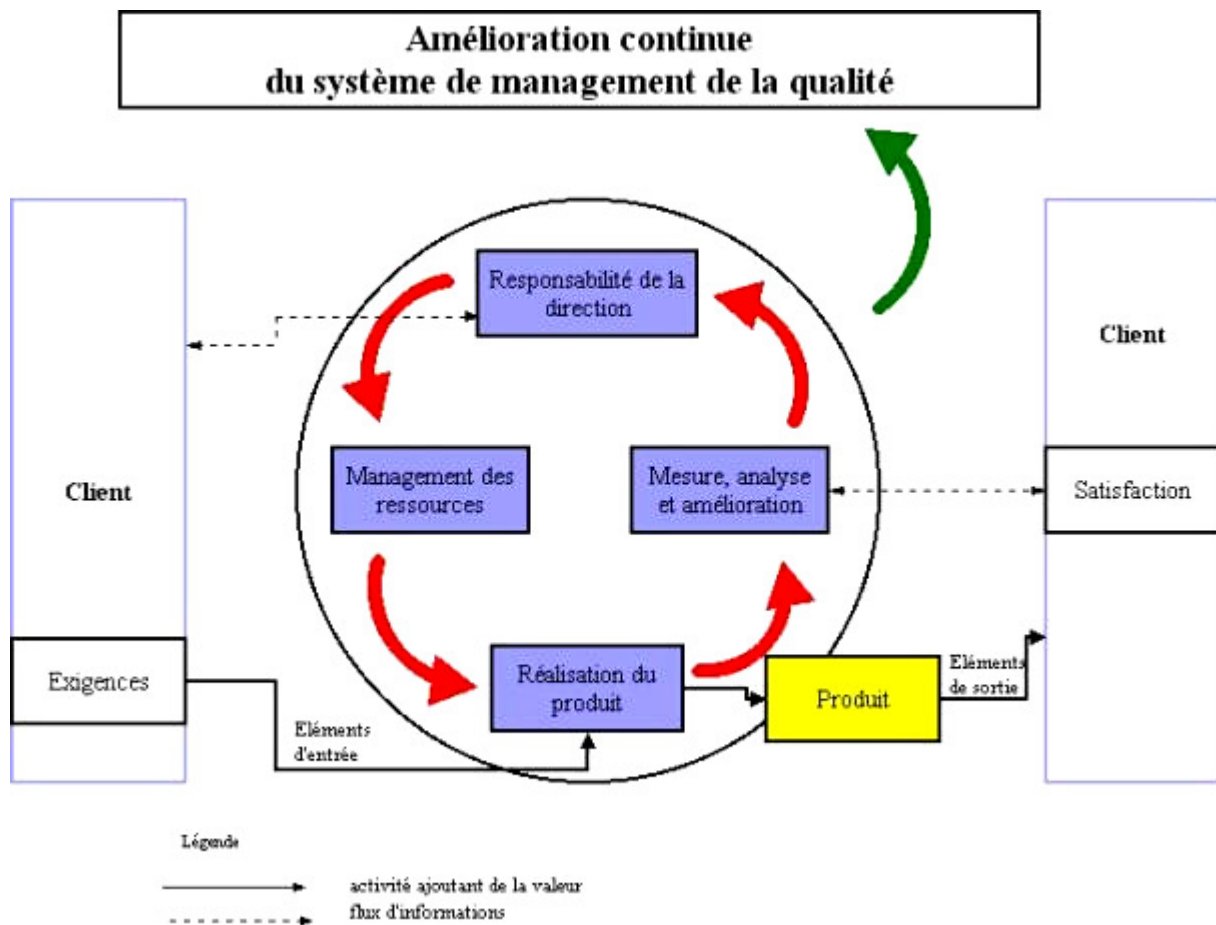 Amélioration continue
du système de management de la qualité
Responsabilité de la
direction
Client
Client
Management des
ressources
Mesure, analyse
et amélioration
Satisfaction
Exigences
Réalisation du
produit
Produit
Eléments
de sortie
Eléments
d'entrée
Légende
activité ajoutant de la valeur
flux d'informations